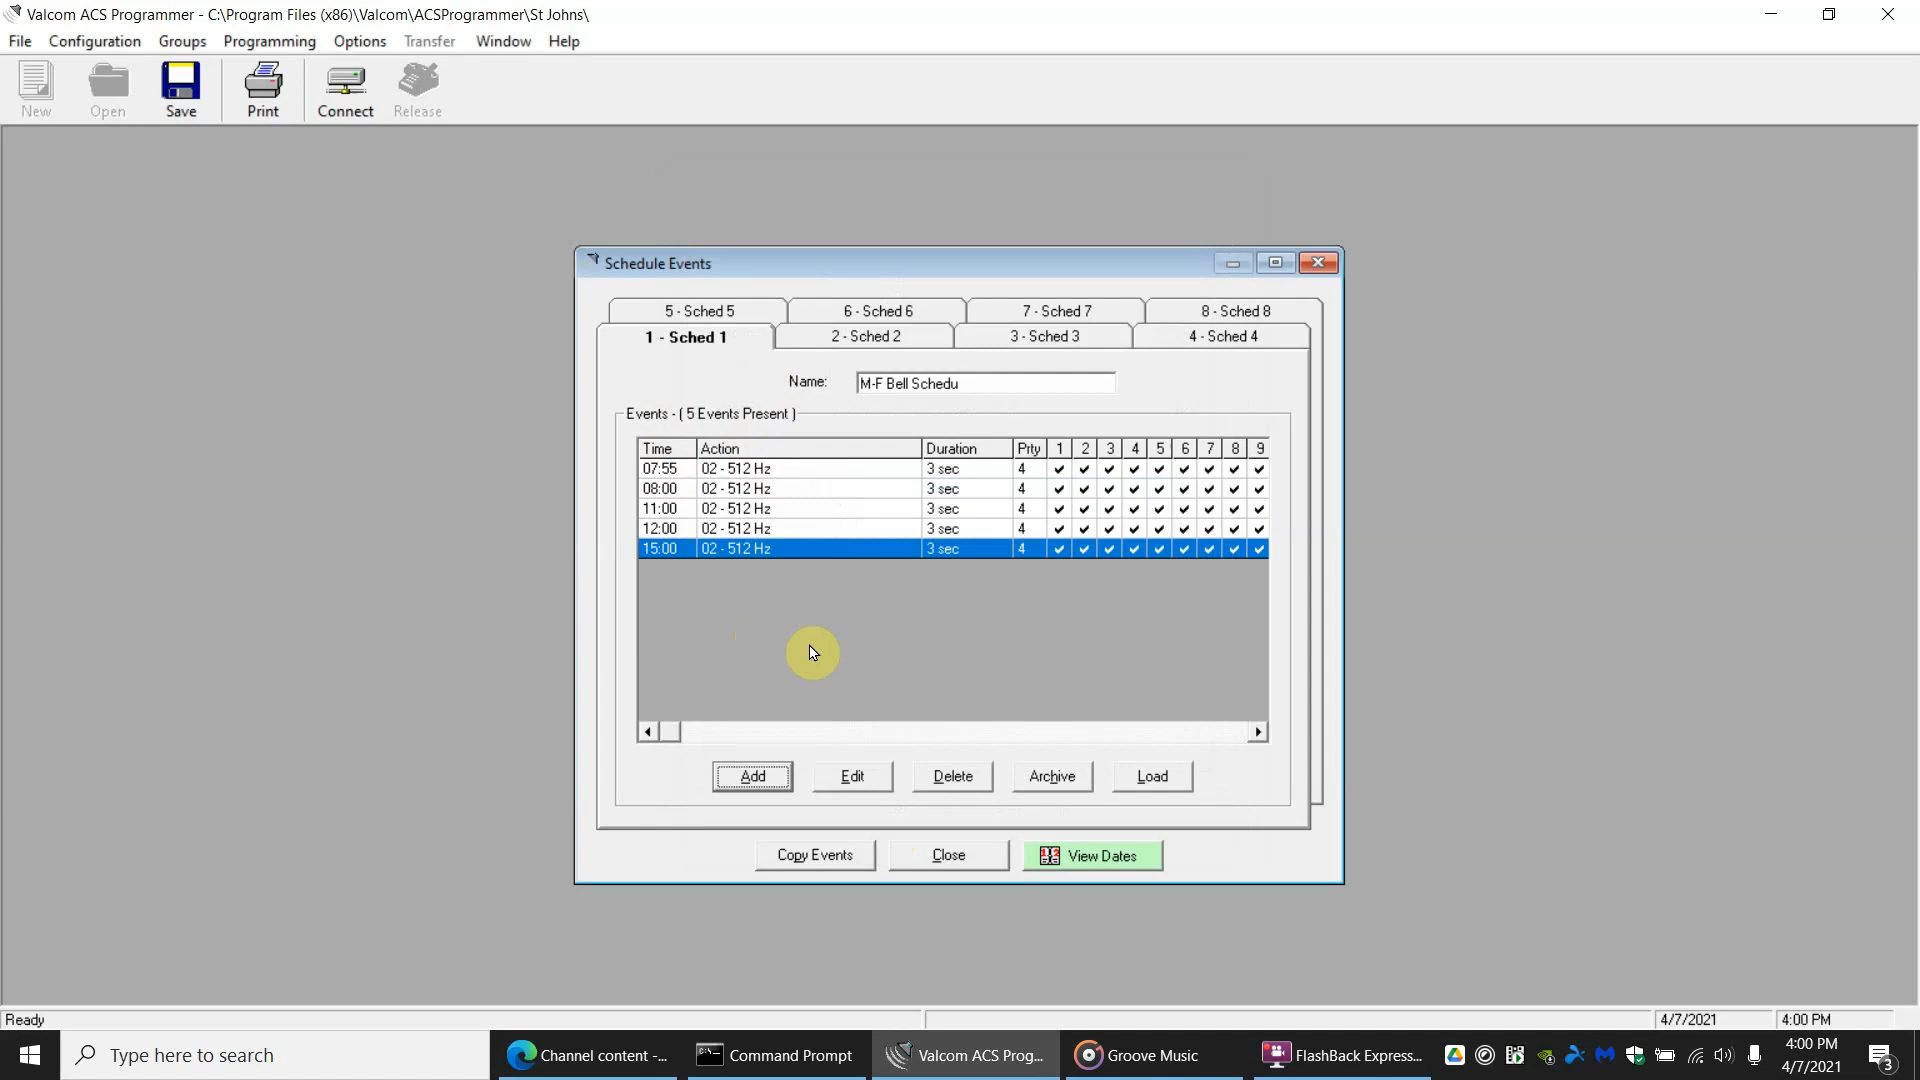 Valcom ACS Programmer - C:\Program Files (x86)\Valcom\ACSProgrammer\St Johns\
File Configuration Groups Programming Options Transfer Window Help
New Open Save Print Connect Release
Schedule Events
5 - Sched 5 6 - Sched 6 7 - Sched 7 8 - Sched 8
1 - Sched 1 2 - Sched 2 3 - Sched 3 4 - Sched 4
Name: M-F Bell Schedu
Events - ( 5 Events Present )
Time Action Duration Prty 1 2 3 4 5 6 7 8 9
07:55 02 - 512 Hz 3 sec 4
08:00 02 - 512 Hz 3 sec 4
11:00 02 - 512 Hz 3 sec 4
12:00 02 - 512 Hz 3 sec 4
15:00 02 - 512 Hz 3 sec 4
Add Edit Delete Archive Load
Copy Events Close View Dates
Ready 4/7/2021 4:00 PM
Type here to search Channel content -... Command Prompt Valcom ACS Prog... Groove Music FlashBack Express... 4:00 PM
4/7/2021 3